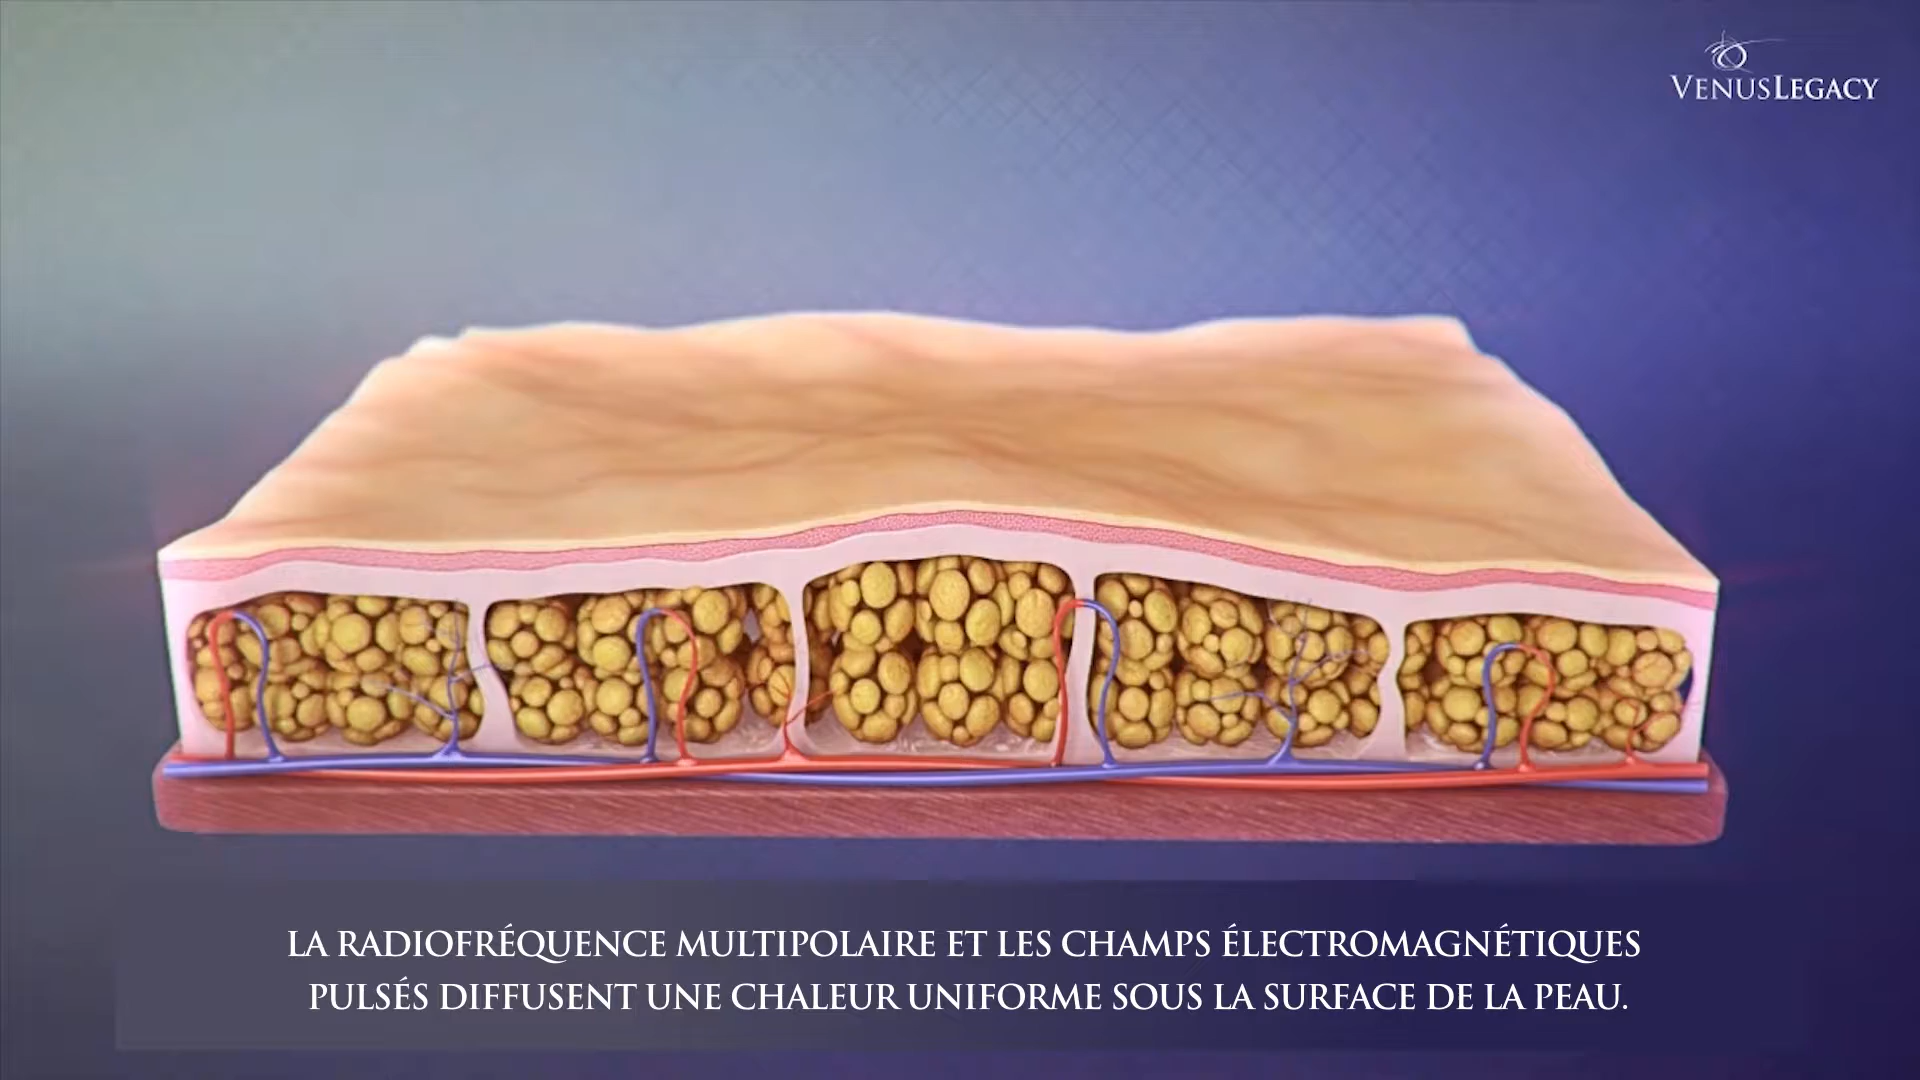 VENUSLEGACY
LA RADIOFRÉQUENCE MULTIPOLAIRE ET LES CHAMPS ÉLECTROMAGNÉTIQUES
PULSÉS DIFFUSENT UNE CHALEUR UNIFORME SOUS LA SURFACE DE LA PEAU.